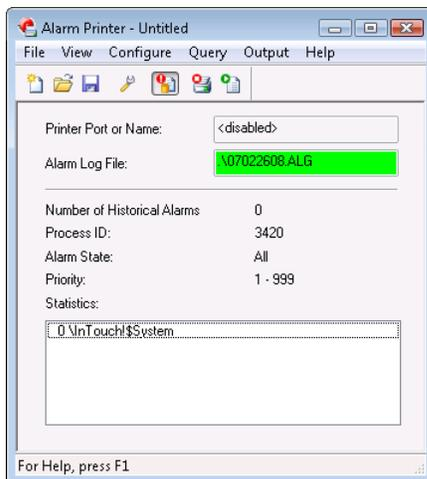 Alarm Printer - Untitled
File View Configure Query Output Help
Printer Port or Name: <disabled>
Alarm Log File: .\07022608.ALG
Number of Historical Alarms 0
Process ID: 3420
Alarm State: All
Priority: 1 - 999
Statistics:
0 \InTouch!$System
For Help, press F1